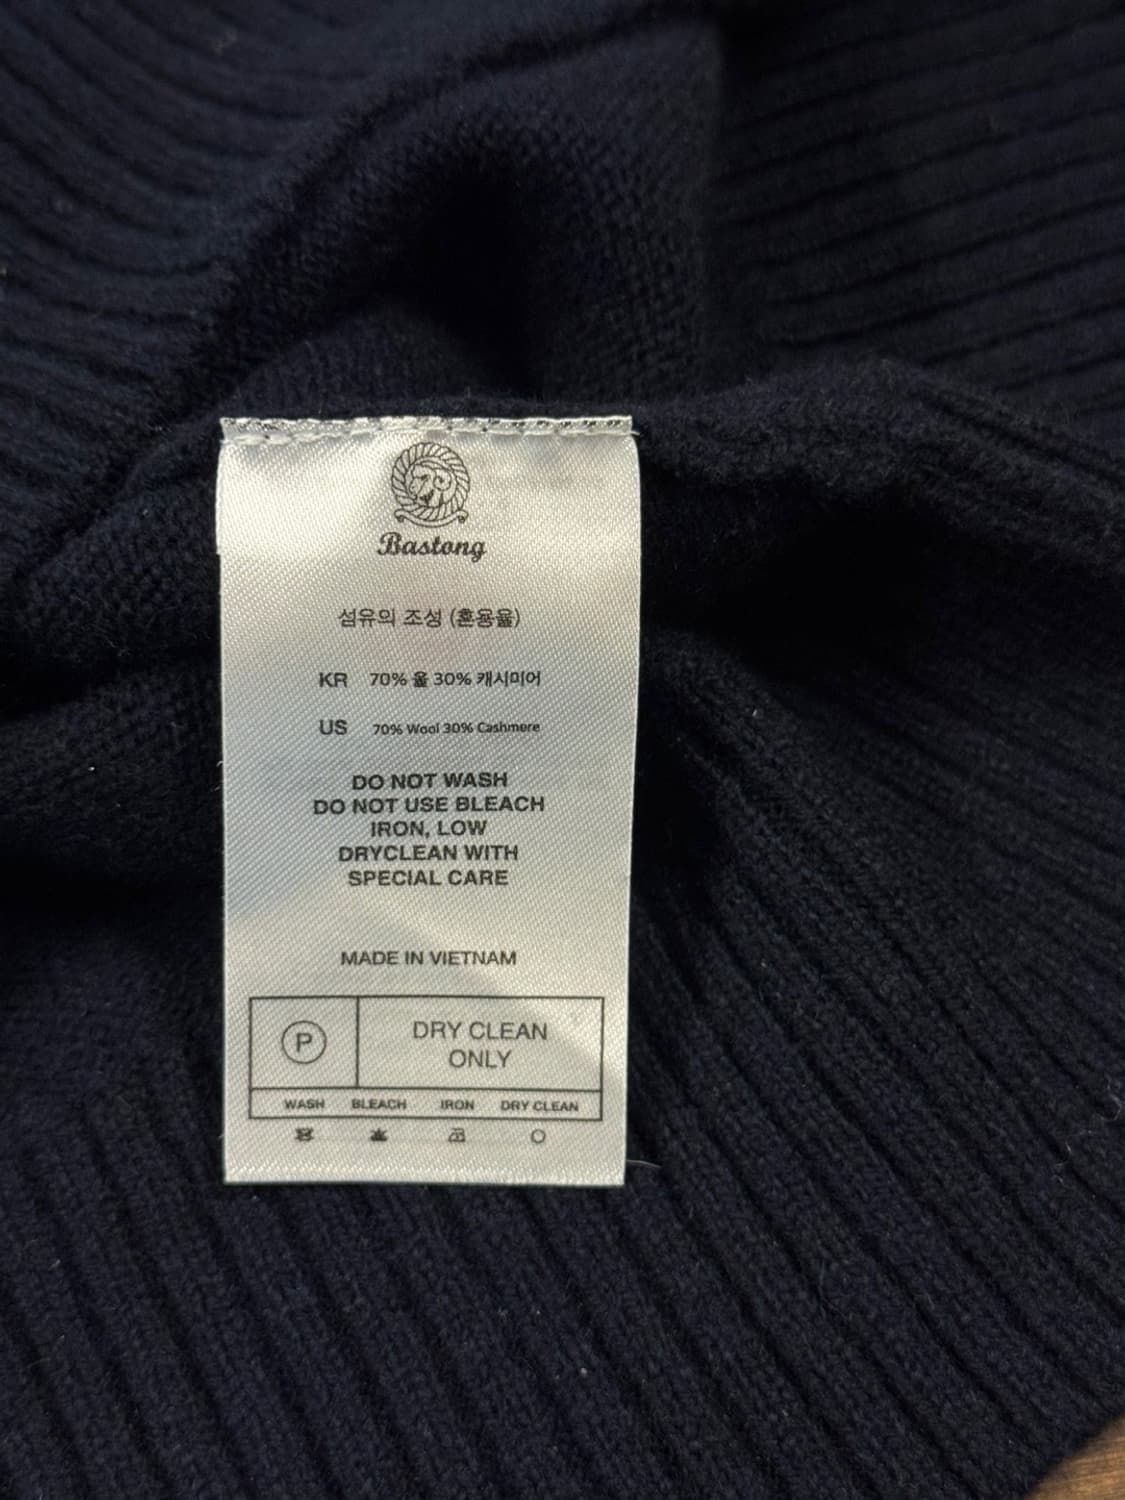 Bastong
섬유의 조성 (혼용율)
KR 70% 울 30% 캐시미어
US 70% Wool 30% Cashmere
DO NOT WASH
DO NOT USE BLEACH
IRON, LOW
DRYCLEAN WITH
SPECIAL CARE
MADE IN VIETNAM
P
DRY CLEAN
ONLY
WASH BLEACH IRON DRY CLEAN